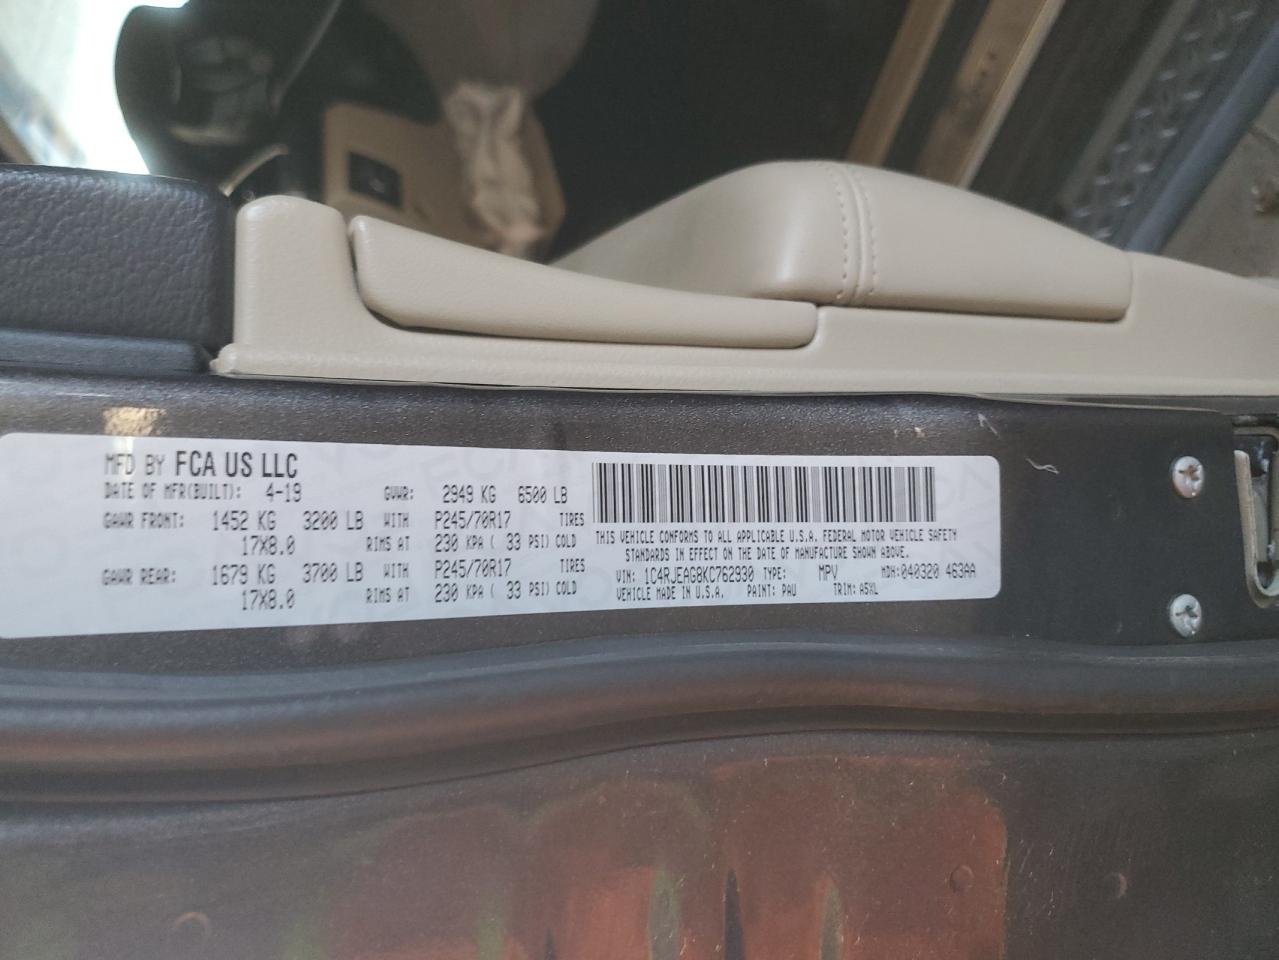 MFD BY FCA US LLC
DATE OF MFR(BUILT): 4-19 GVWR: 2949 KG 6500 LB
GAWR FRONT: 1452 KG 3200 LB WITH P245/70R17 TIRES
17X8.0 RIMS AT 230 KPA ( 33 PSI) COLD
GAWR REAR: 1679 KG 3700 LB WITH P245/70R17 TIRES
17X8.0 RIMS AT 230 KPA ( 33 PSI) COLD
THIS VEHICLE CONFORMS TO ALL APPLICABLE U.S.A. FEDERAL MOTOR VEHICLE SAFETY
STANDARDS IN EFFECT ON THE DATE OF MANUFACTURE SHOWN ABOVE.
VIN: 1C4RJEAG8KC762930 TYPE: MPV MDH:040320 463AA
VEHICLE MADE IN U.S.A. PAINT: PAU TRIM: A5XL